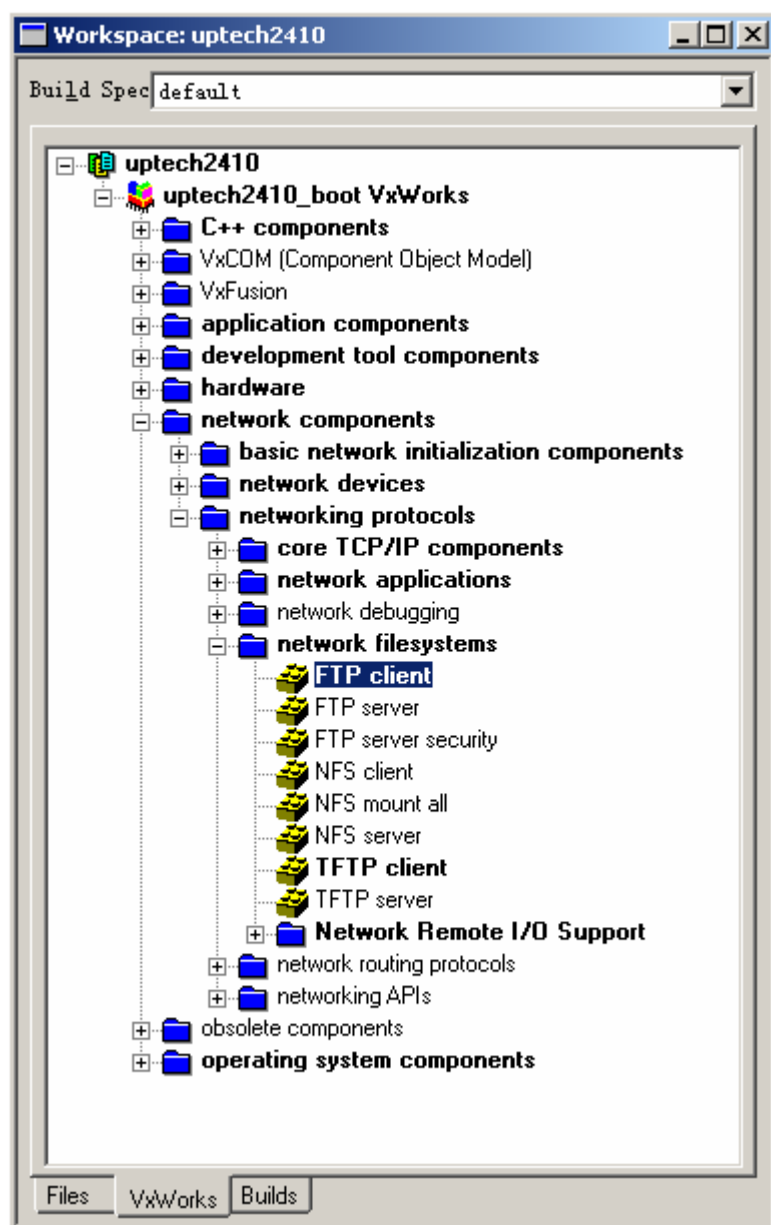 Workspace: uptech2410
Build Spec default
uptech2410
uptech2410_boot VxWorks
C++ components
VxCOM (Component Object Model)
VxFusion
application components
development tool components
hardware
network components
basic network initialization components
network devices
networking protocols
core TCP/IP components
network applications
network debugging
network filesystems
FTP client
FTP server
FTP server security
NFS client
NFS mount all
NFS server
TFTP client
TFTP server
Network Remote I/O Support
network routing protocols
networking APIs
obsolete components
operating system components
Files VxWorks Builds